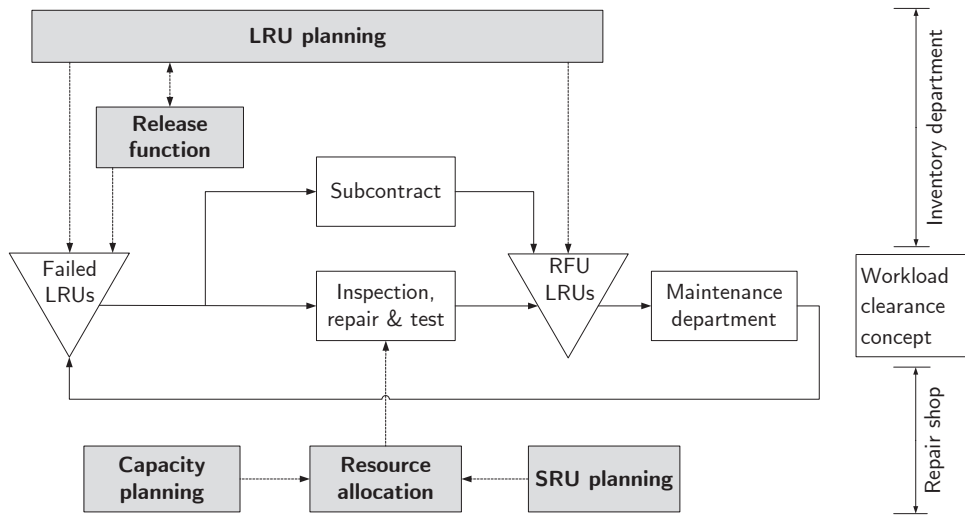 LRU planning
Release
function
Subcontract
Failed
LRUs
Inspection,
repair & test
RFU
LRUs
Maintenance
department
Capacity
planning
Resource
allocation
SRU planning
Inventory department
Workload
clearance
concept
Repair shop